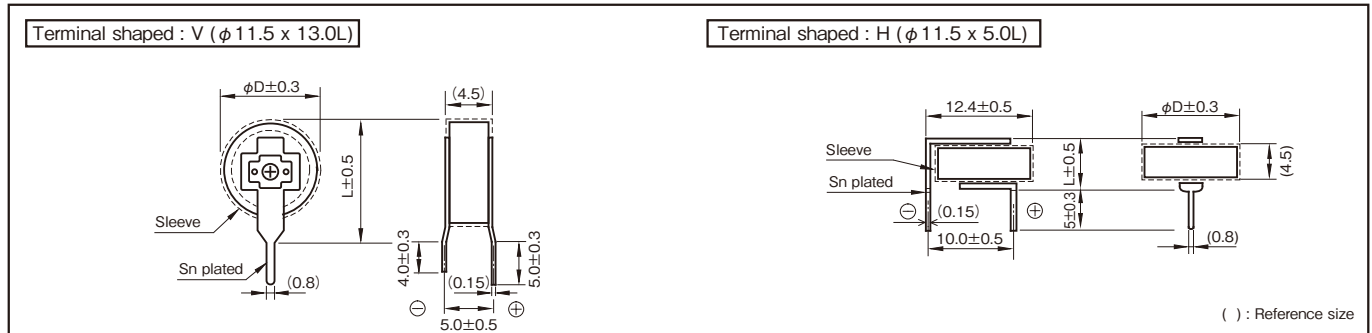 Terminal shaped : V (φ11.5 x 13.0L)
φD±0.3
(4.5)
L±0.5
Sleeve
Sn plated
(0.8)
4.0±0.3
(0.15)
5.0±0.3
⊖
⊕
5.0±0.5
Terminal shaped : H (φ11.5 x 5.0L)
12.4±0.5
φD±0.3
Sleeve
Sn plated
L±0.5
(4.5)
⊖
(0.15)
⊕
5±0.3
10.0±0.5
(0.8)
( ) : Reference size